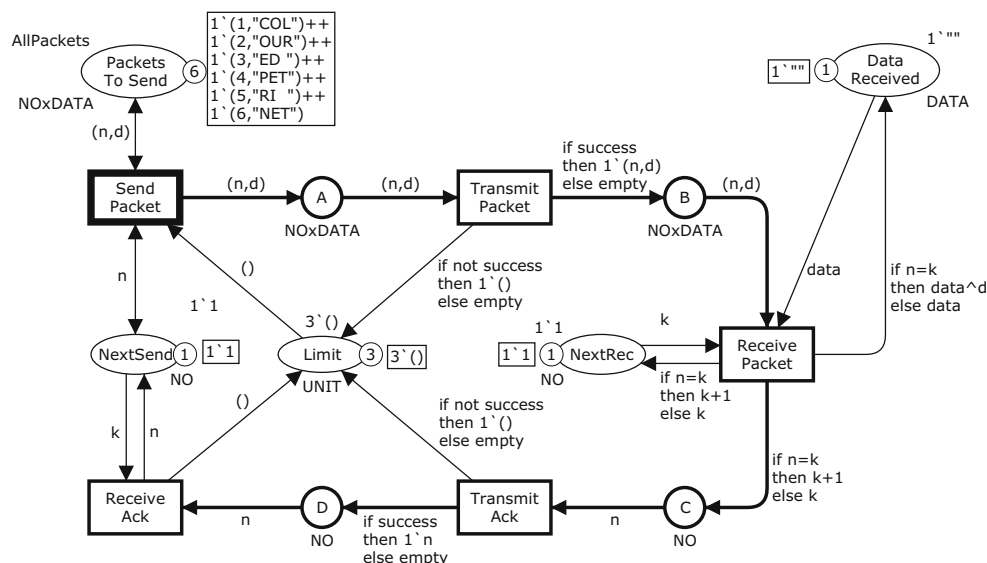 AllPackets
Packets
To Send
6
1`(1,"COL")++
1`(2,"OUR")++
1`(3,"ED ")++
1`(4,"PET")++
1`(5,"RI  ")++
1`(6,"NET")
NOxDATA
(n,d)
1`""
1`""
1
Data
Received
DATA
Send
Packet
(n,d)
A
NOxDATA
(n,d)
Transmit
Packet
if success
then 1`(n,d)
else empty
B
NOxDATA
(n,d)
n
()
if not success
then 1`()
else empty
data
if n=k
then data^d
else data
1`1
NextSend
1
1`1
NO
3`()
Limit
3
3`()
UNIT
1`1
1`1
1
NextRec
NO
k
if n=k
then k+1
else k
Receive
Packet
k
n
()
if not success
then 1`()
else empty
if n=k
then k+1
else k
Receive
Ack
n
D
NO
if success
then 1`n
else empty
Transmit
Ack
n
C
NO